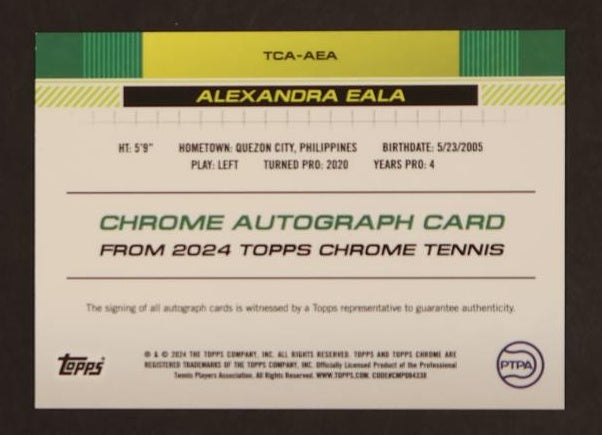 TCA-AEA
ALEXANDRA EALA
HT: 5'9" HOMETOWN: QUEZON CITY, PHILIPPINES BIRTHDATE: 5/23/2005
PLAY: LEFT TURNED PRO: 2020 YEARS PRO: 4
CHROME AUTOGRAPH CARD
FROM 2024 TOPPS CHROME TENNIS
The signing of all autograph cards is witnessed by a Topps representative to guarantee authenticity.
Topps
® & © 2024 THE TOPPS COMPANY, INC. ALL RIGHTS RESERVED. TOPPS AND TOPPS CHROME ARE
REGISTERED TRADEMARKS OF THE TOPPS COMPANY, INC. Officially Licensed Product of the Professional
Tennis Players Association. All Rights Reserved. WWW.TOPPS.COM. CODE#CMP084338
PTPA